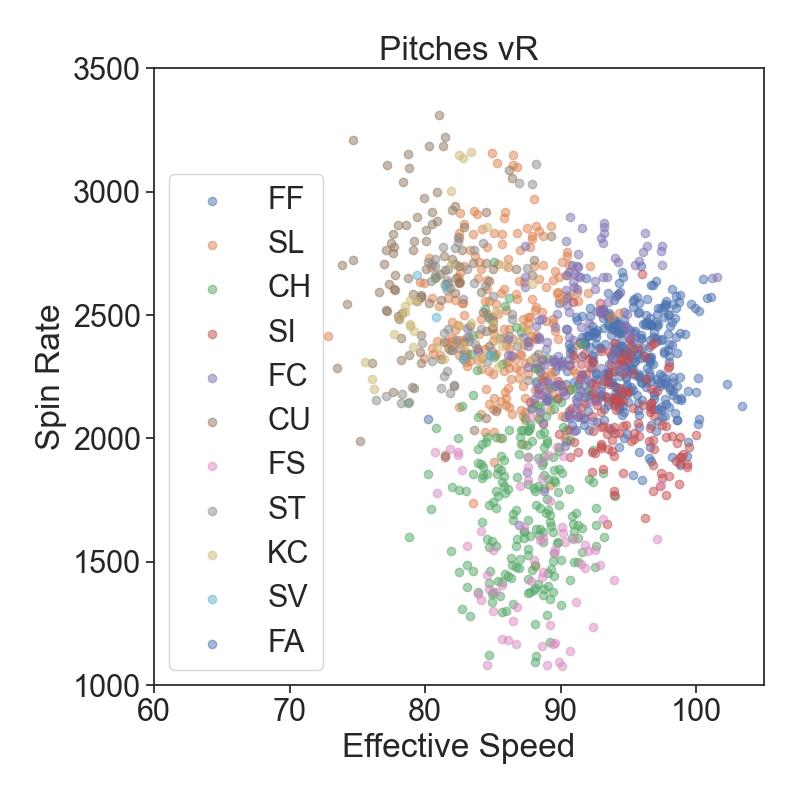 Pitches vR
3500
3000
2500
2000
1500
1000
Spin Rate
FF
SL
CH
SI
FC
CU
FS
ST
KC
SV
FA
60
70
80
90
100
Effective Speed